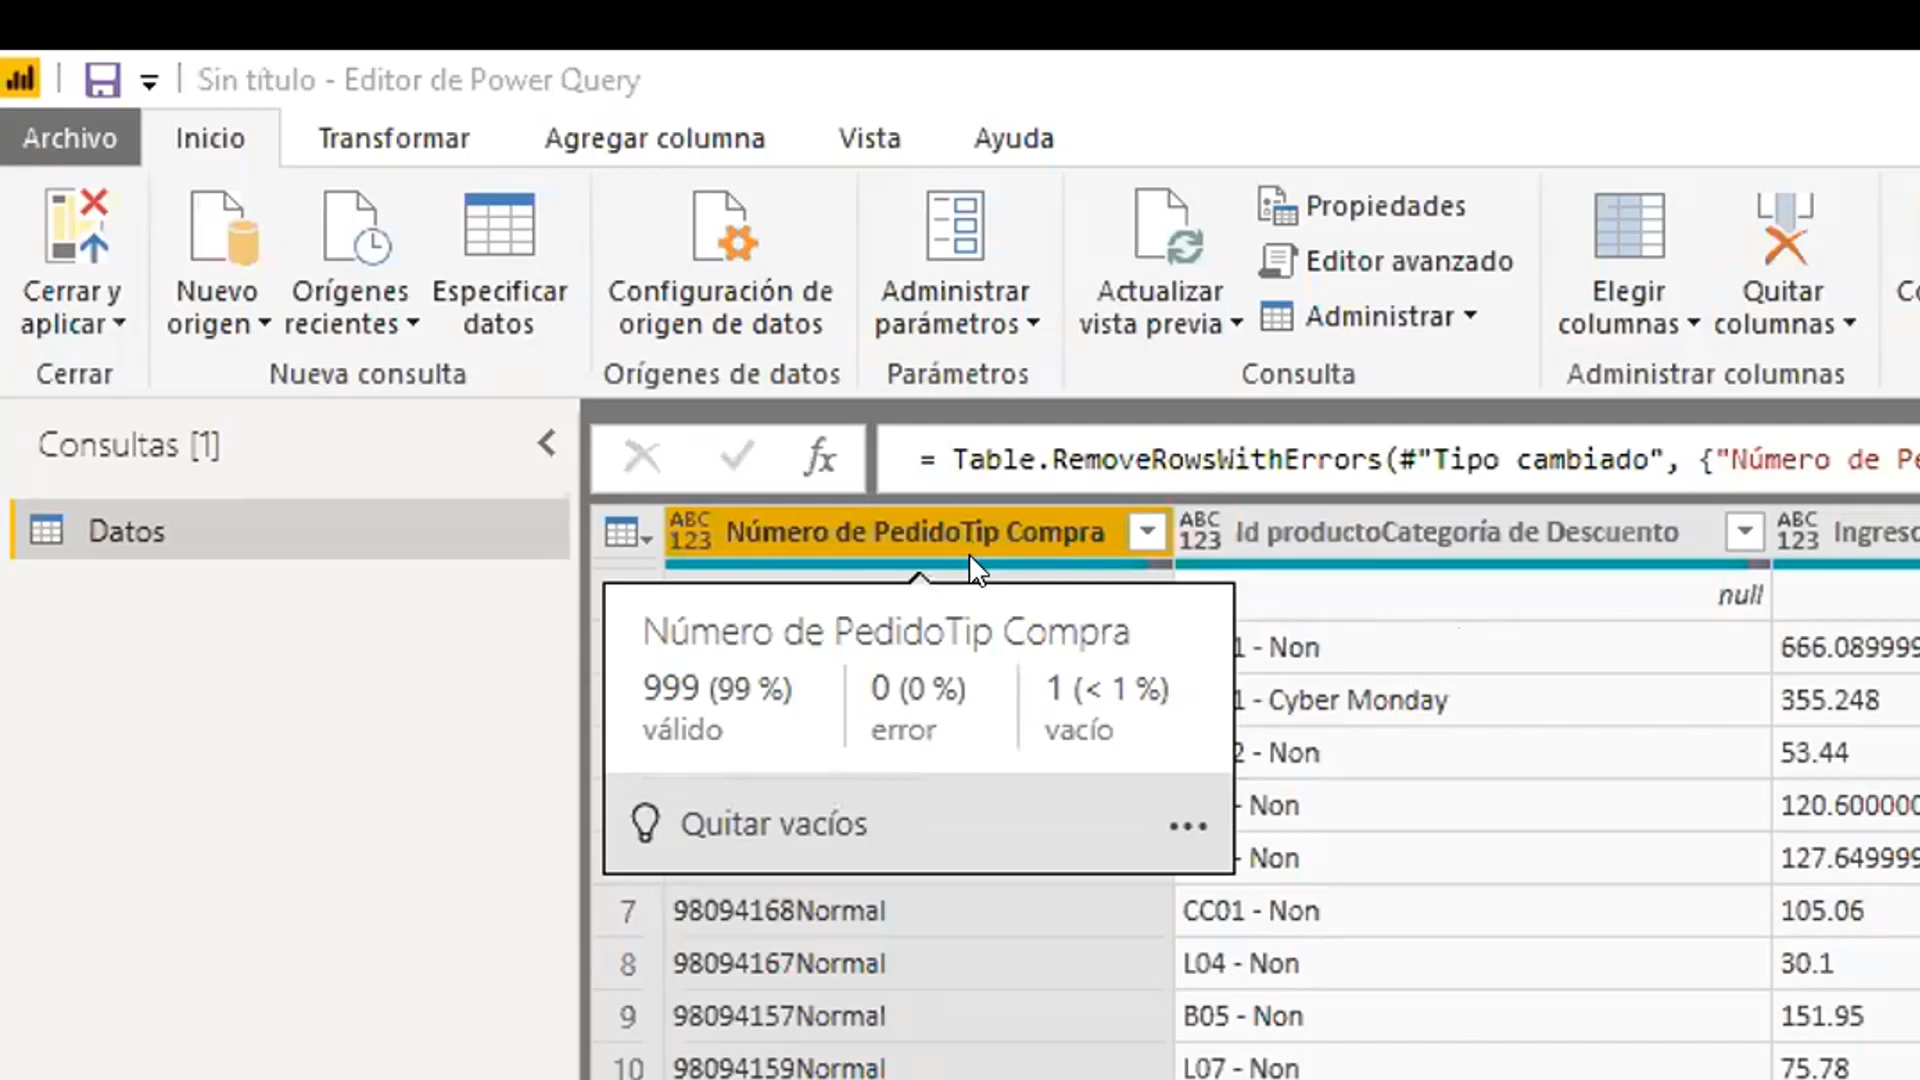 Sin título - Editor de Power Query
Archivo Inicio Transformar Agregar columna Vista Ayuda
Cerrar y aplicar
Nuevo origen
Orígenes recientes
Especificar datos
Configuración de origen de datos
Administrar parámetros
Actualizar vista previa
Propiedades
Editor avanzado
Administrar
Elegir columnas
Quitar columnas
Cerrar
Nueva consulta
Orígenes de datos
Parámetros
Consulta
Administrar columnas
Consultas [1]
Datos
fx
= Table.RemoveRowsWithErrors(#"Tipo cambiado", {"Número de Pe
ABC 123 Número de PedidoTip Compra
ABC 123 Id productoCategoría de Descuento
ABC 123 Ingreso
Número de PedidoTip Compra
999 (99 %) 0 (0 %) 1 (< 1 %)
válido error vacío
Quitar vacíos
null
1 - Non 666.089999
1 - Cyber Monday 355.248
2 - Non 53.44
- Non 120.600000
- Non 127.649999
7 98094168Normal CC01 - Non 105.06
8 98094167Normal L04 - Non 30.1
9 98094157Normal B05 - Non 151.95
10 98094159Normal L07 - Non 75.78